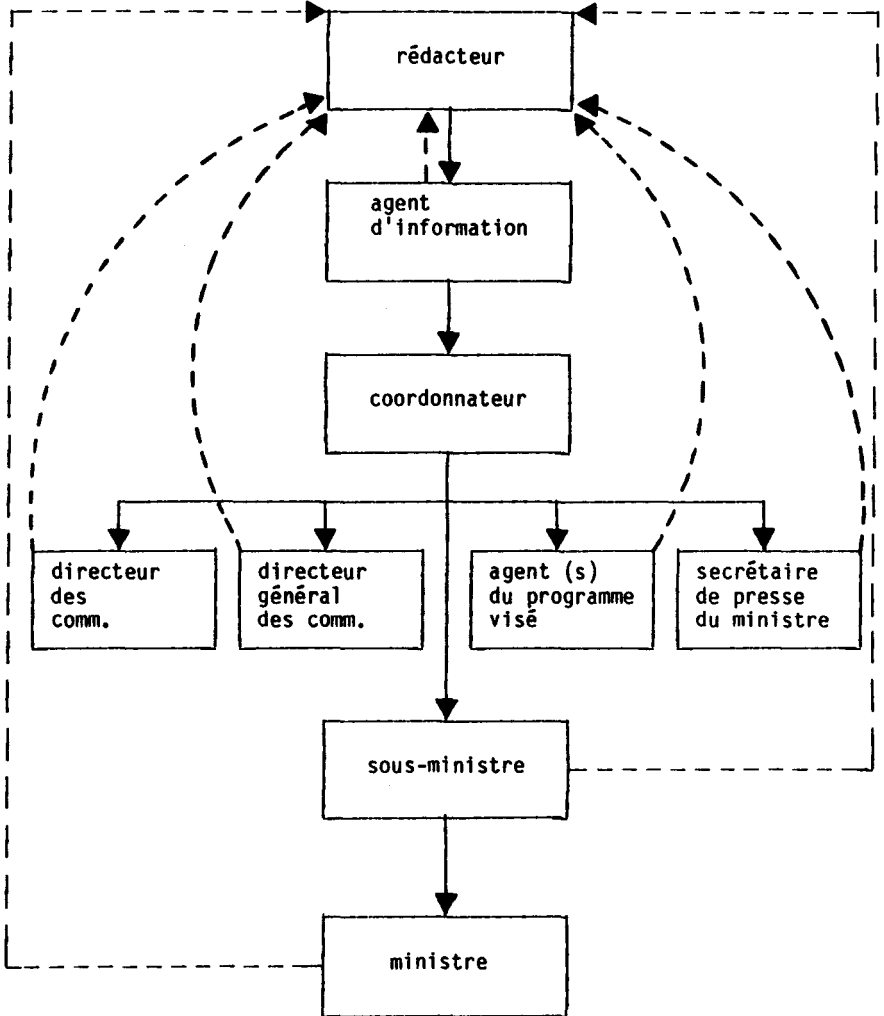 rédacteur
agent
d'information
coordonnateur
directeur
des
comm.
directeur
général
des comm.
agent (s)
du programme
visé
secrétaire
de presse
du ministre
sous-ministre
ministre